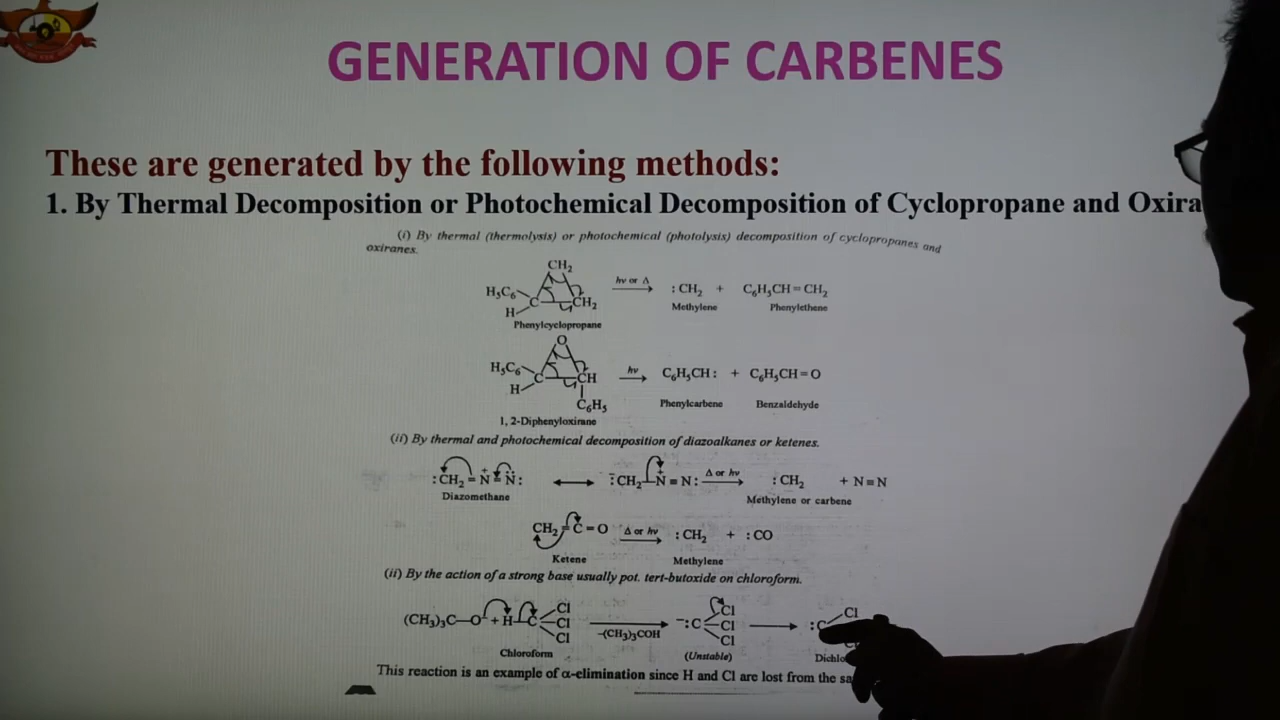 GENERATION OF CARBENES
These are generated by the following methods:
1. By Thermal Decomposition or Photochemical Decomposition of Cyclopropane and Oxira
(i) By thermal (thermolysis) or photochemical (photolysis) decomposition of cyclopropanes and
oxiranes.
CH₂
H₅C₆ C CH₂ hν or Δ : CH₂ + C₆H₅CH = CH₂
H
Methylene Phenylethene
Phenylcyclopropane
O
H₅C₆ C CH hν C₆H₅CH : + C₆H₅CH = O
H
C₆H₅ Phenylcarbene Benzaldehyde
1, 2-Diphenyloxirane
(ii) By thermal and photochemical decomposition of diazoalkanes or ketenes.
:CH₂ = N⁺ = N: ⟷ ⁻:CH₂—N⁺ ≡ N: Δ or hν : CH₂ + N ≡ N
Diazomethane Methylene or carbene
CH₂ = C = O Δ or hν : CH₂ + : CO
Ketene Methylene
(ii) By the action of a strong base usually pot. tert-butoxide on chloroform.
Cl Cl Cl
(CH₃)₃C—O + H—C—Cl ⟶ ⁻:C—Cl ⟶ :C
Cl –(CH₃)₃COH Cl
Chloroform (Unstable) Dichlo
This reaction is an example of α-elimination since H and Cl are lost from the sa